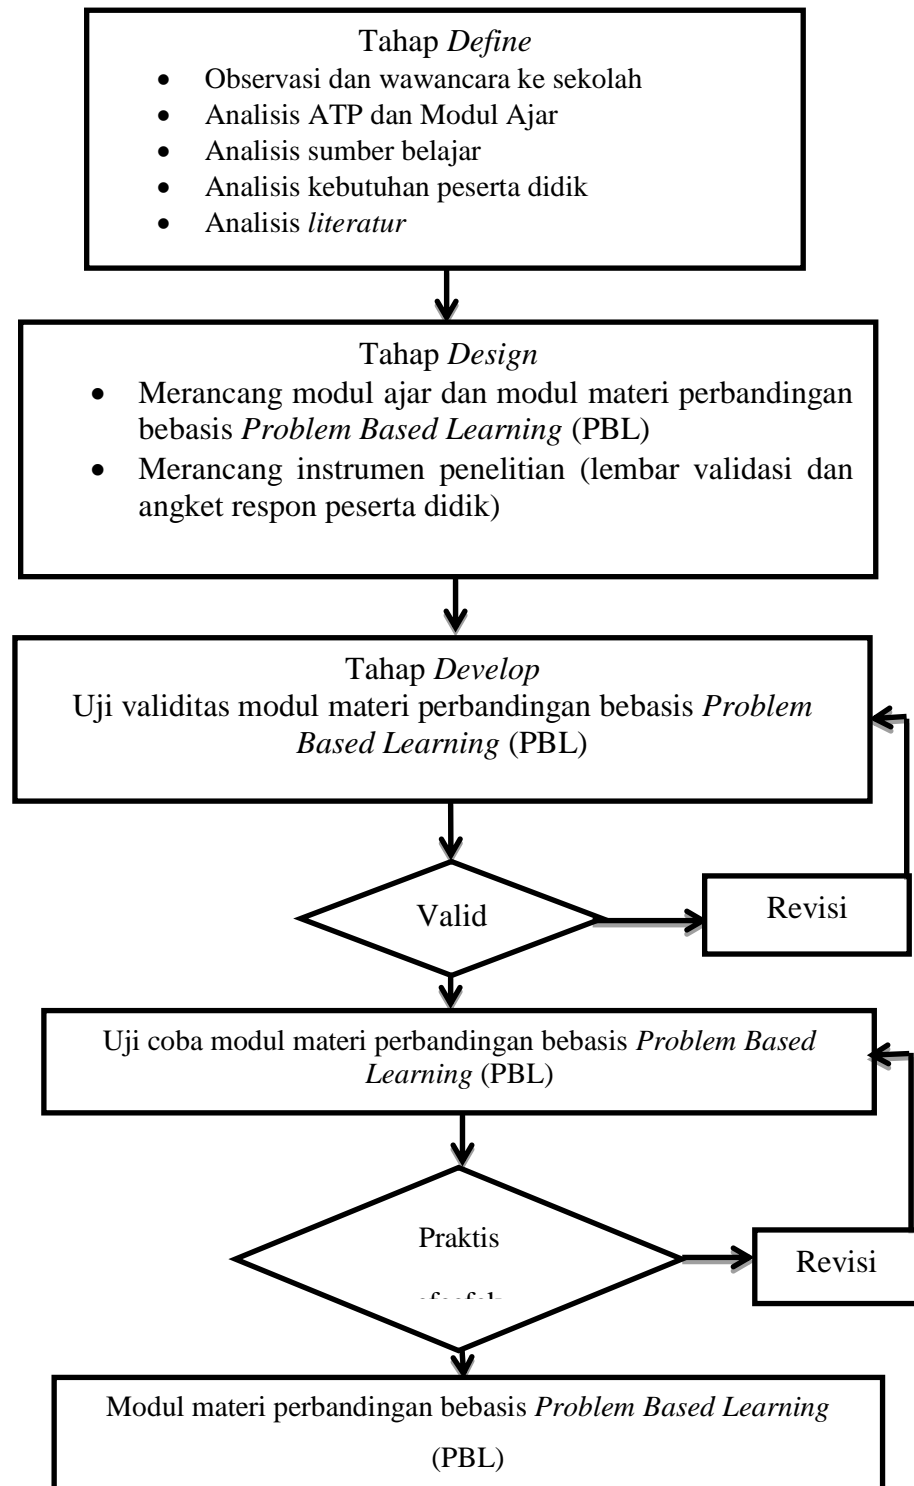 Tahap Define
• Observasi dan wawancara ke sekolah
• Analisis ATP dan Modul Ajar
• Analisis sumber belajar
• Analisis kebutuhan peserta didik
• Analisis literatur
Tahap Design
• Merancang modul ajar dan modul materi perbandingan
bebasis Problem Based Learning (PBL)
• Merancang instrumen penelitian (lembar validasi dan
angket respon peserta didik)
Tahap Develop
Uji validitas modul materi perbandingan bebasis Problem
Based Learning (PBL)
Valid
Revisi
Uji coba modul materi perbandingan bebasis Problem Based
Learning (PBL)
Praktis
Revisi
Modul materi perbandingan bebasis Problem Based Learning
(PBL)